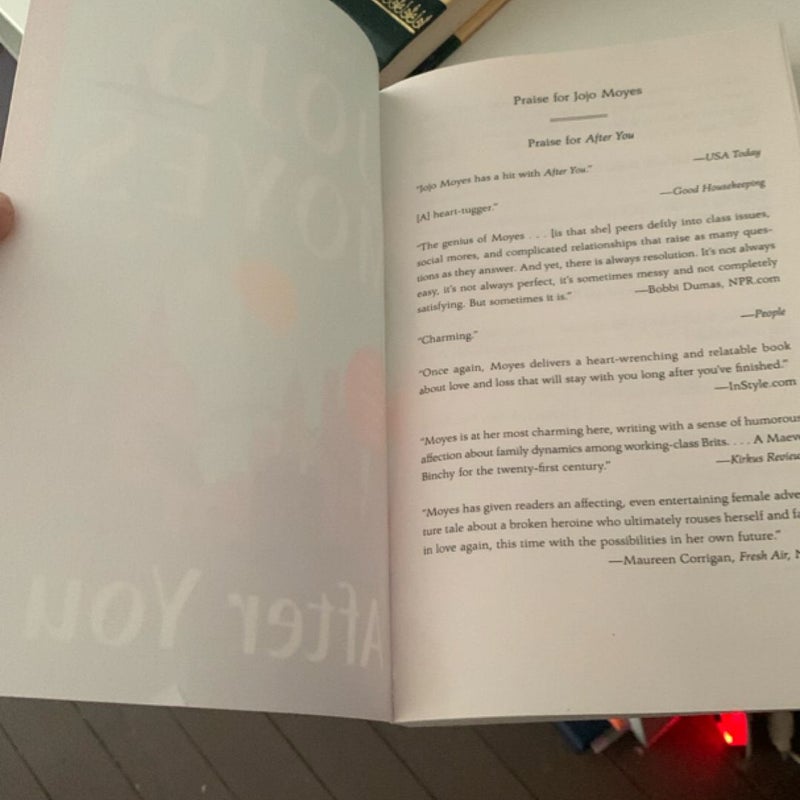 JOJO
MOYES
After You
Praise for Jojo Moyes
Praise for After You
"Jojo Moyes has a hit with After You."
—USA Today
[A] heart-tugger."
—Good Housekeeping
"The genius of Moyes . . . [is that she] peers deftly into class issues,
social mores, and complicated relationships that raise as many ques-
tions as they answer. And yet, there is always resolution. It's not always
easy, it's not always perfect, it's sometimes messy and not completely
satisfying. But sometimes it is." —Bobbi Dumas, NPR.com
"Charming."
—People
"Once again, Moyes delivers a heart-wrenching and relatable book
about love and loss that will stay with you long after you've finished."
—InStyle.com
"Moyes is at her most charming here, writing with a sense of humorous
affection about family dynamics among working-class Brits. . . . A Maev
Binchy for the twenty-first century." —Kirkus Review
"Moyes has given readers an affecting, even entertaining female adve
ture tale about a broken heroine who ultimately rouses herself and fa
in love again, this time with the possibilities in her own future."
—Maureen Corrigan, Fresh Air, N